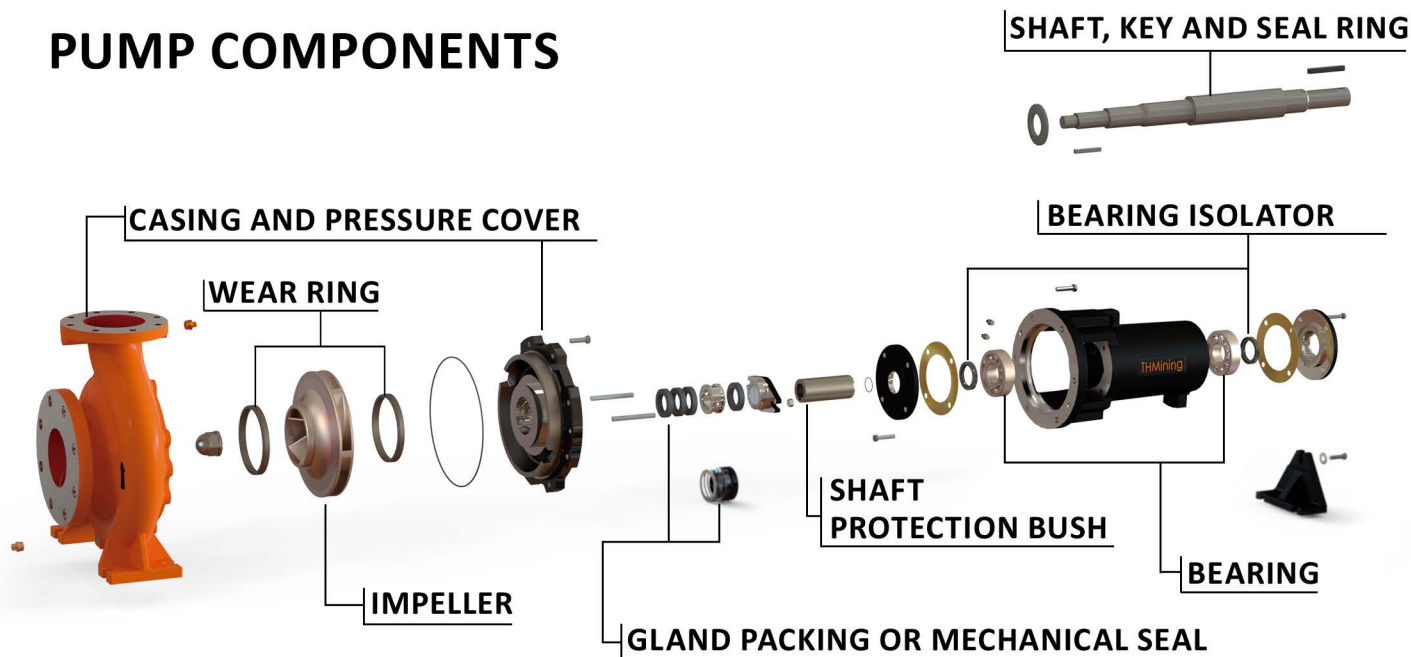 PUMP COMPONENTS
SHAFT, KEY AND SEAL RING
CASING AND PRESSURE COVER
BEARING ISOLATOR
WEAR RING
THMining
SHAFT
PROTECTION BUSH
BEARING
IMPELLER
GLAND PACKING OR MECHANICAL SEAL